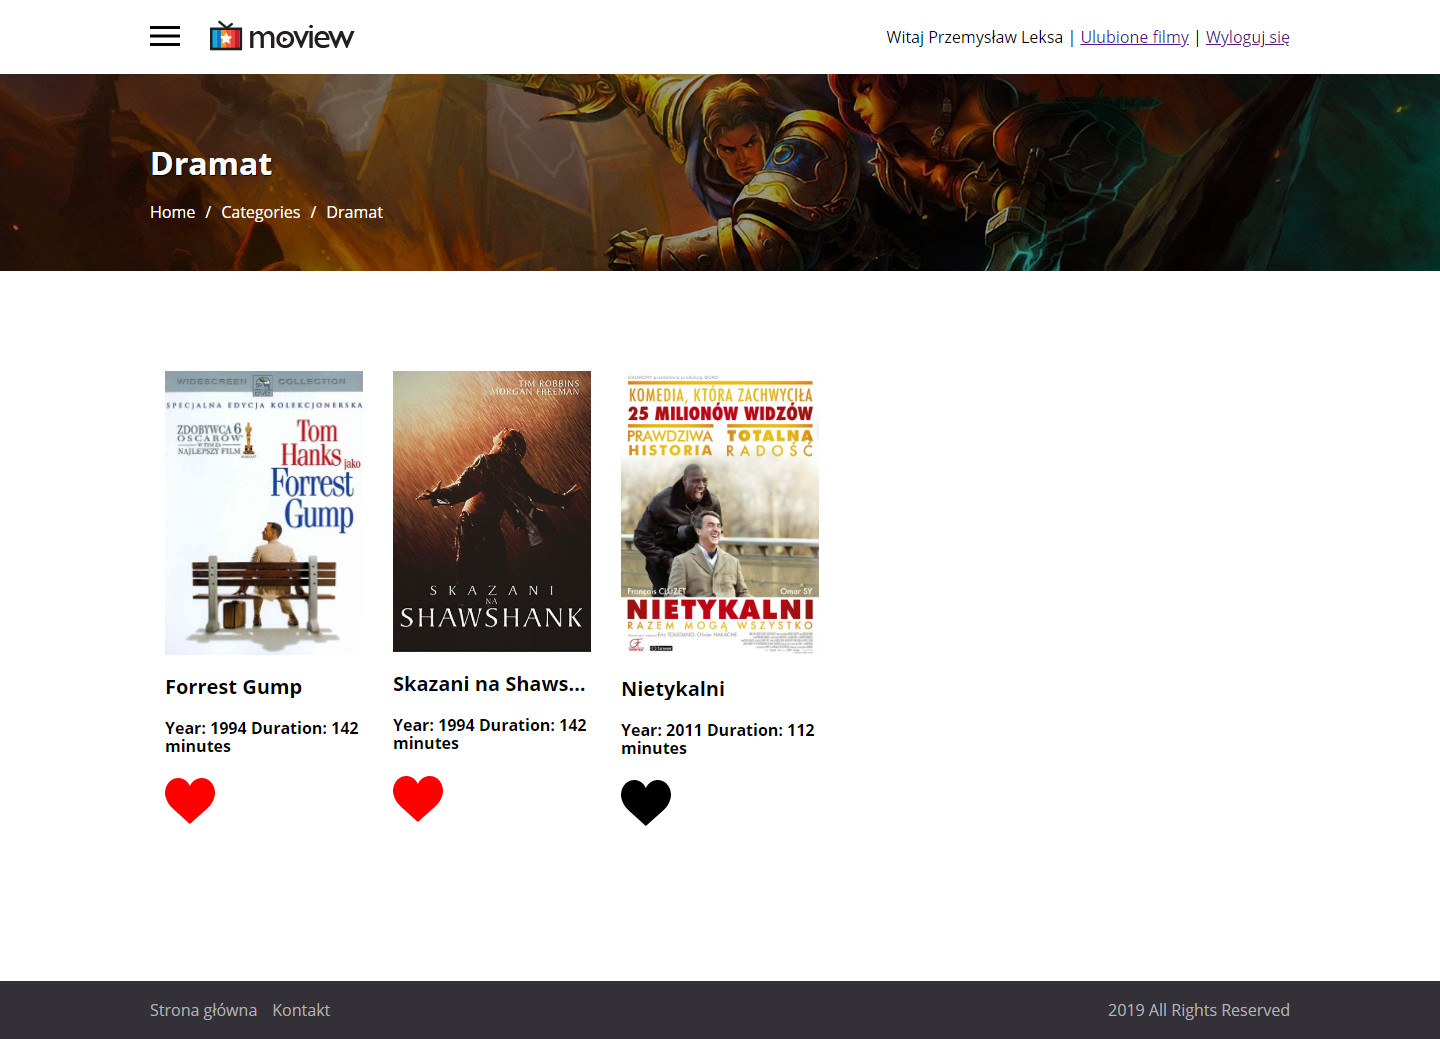 moview
Witaj Przemysław Leksa | Ulubione filmy | Wyloguj się
Dramat
Home / Categories / Dramat
WIDESCREEN COLLECTION
SPECJALNA EDYCJA KOLEKCJONERSKA
ZDOBYWCA 6
OSCARÓW
W TYM ZA
NAJLEPSZY FILM
Tom
Hanks jako
Forrest
Gump
TIM ROBBINS
MORGAN FREEMAN
SKAZANI
NA
SHAWSHANK
KOMEDIA, KTÓRA ZACHWYCIŁA
25 MILIONÓW WIDZÓW
PRAWDZIWA TOTALNA
HISTORIA RADOŚĆ
François CLUZET Omar SY
NIETYKALNI
RAZEM MOGĄ WSZYSTKO
Forrest Gump
Year: 1994 Duration: 142
minutes
Skazani na Shaws...
Year: 1994 Duration: 142
minutes
Nietykalni
Year: 2011 Duration: 112
minutes
Strona główna Kontakt
2019 All Rights Reserved